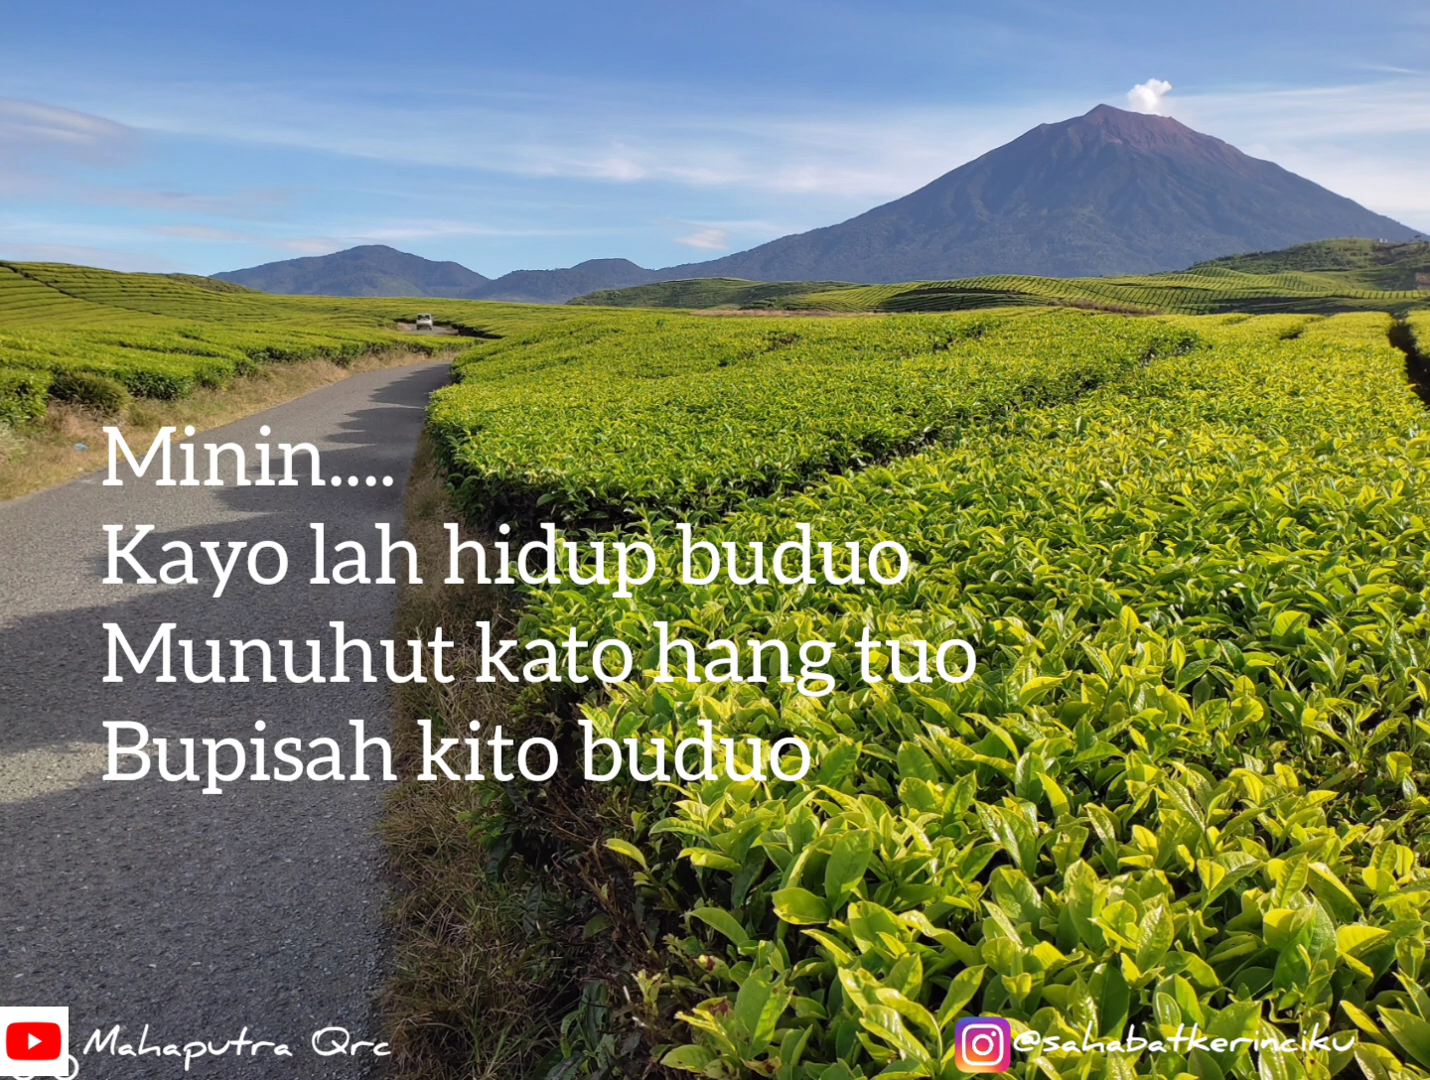 Minin....
Kayo lah hidup buduo
Munuhut kato hang tuo
Bupisah kito buduo
Mahaputra Qrc
@sahabatkerinciku